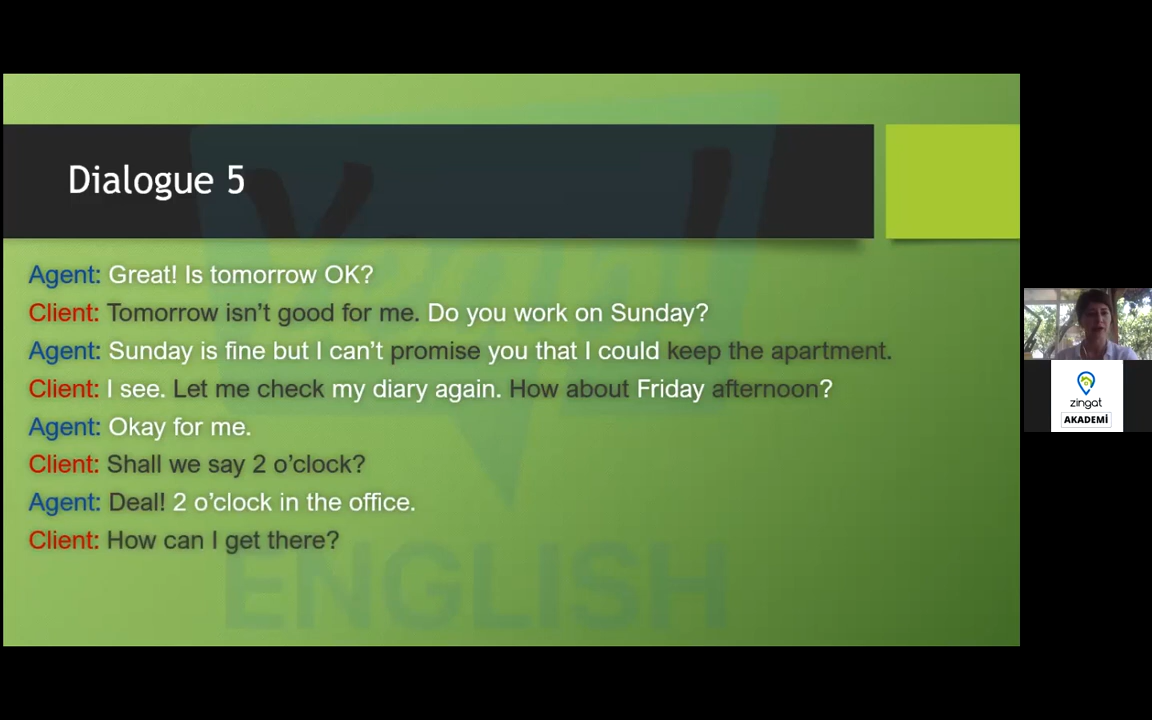 Dialogue 5
Agent: Great! Is tomorrow OK?
Client: Tomorrow isn't good for me. Do you work on Sunday?
Agent: Sunday is fine but I can't promise you that I could keep the apartment.
Client: I see. Let me check my diary again. How about Friday afternoon?
Agent: Okay for me.
Client: Shall we say 2 o'clock?
Agent: Deal! 2 o'clock in the office.
Client: How can I get there?
ENGLISH
zingat
AKADEMİ